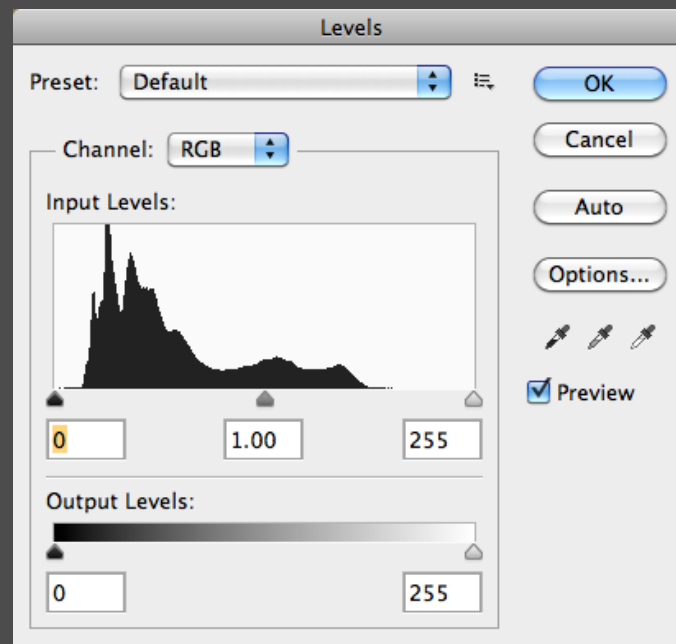 Levels
Preset: Default
OK
Channel: RGB
Cancel
Input Levels:
Auto
Options...
Preview
0 1.00 255
Output Levels:
0 255